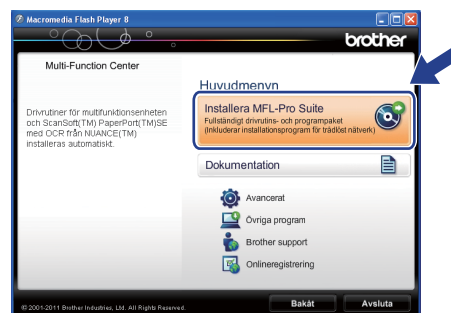 Macromedia Flash Player 8
brother
Multi-Function Center
Drivrutiner för multifunktionsenheten
och ScanSoft(TM) PaperPort(TM)SE
med OCR från NUANCE(TM)
installeras automatiskt.
Huvudmenyn
Installera MFL-Pro Suite
Fullständigt drivrutins- och programpaket
(Inkluderar installationsprogram för trådlöst nätverk)
Dokumentation
Avancerat
Övriga program
Brother support
Onlineregistrering
© 2001-2011 Brother Industries, Ltd. All Rights Reserved.
Bakåt
Avsluta